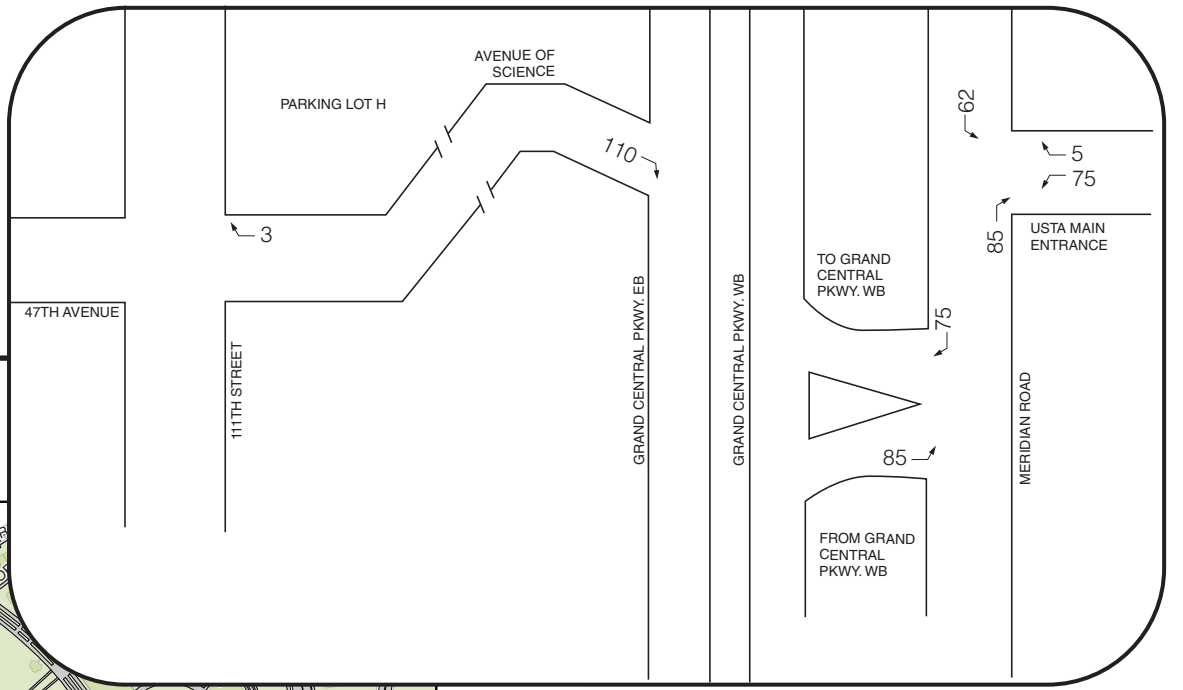 AVENUE OF
SCIENCE
PARKING LOT H
62
110
5
75
3
85
USTA MAIN
ENTRANCE
TO GRAND
CENTRAL
PKWY. WB
47TH AVENUE
75
111TH STREET
GRAND CENTRAL PKWY. EB
GRAND CENTRAL PKWY. WB
MERIDIAN ROAD
85
FROM GRAND
CENTRAL
PKWY. WB